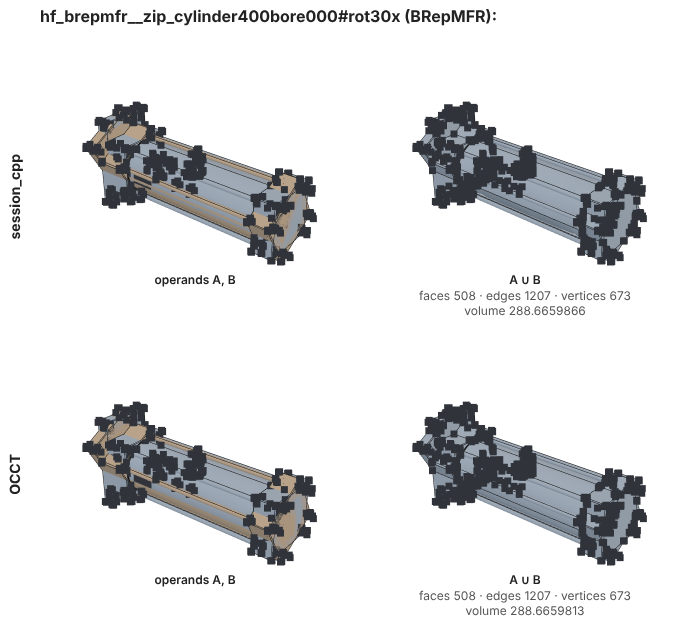 hf_brepmfr__zip_cylinder400bore000#rot30x (BRepMFR):
session_cpp
operands A, B
A ∪ B
faces 508 · edges 1207 · vertices 673
volume 288.6659866
OCCT
operands A, B
A ∪ B
faces 508 · edges 1207 · vertices 673
volume 288.6659813